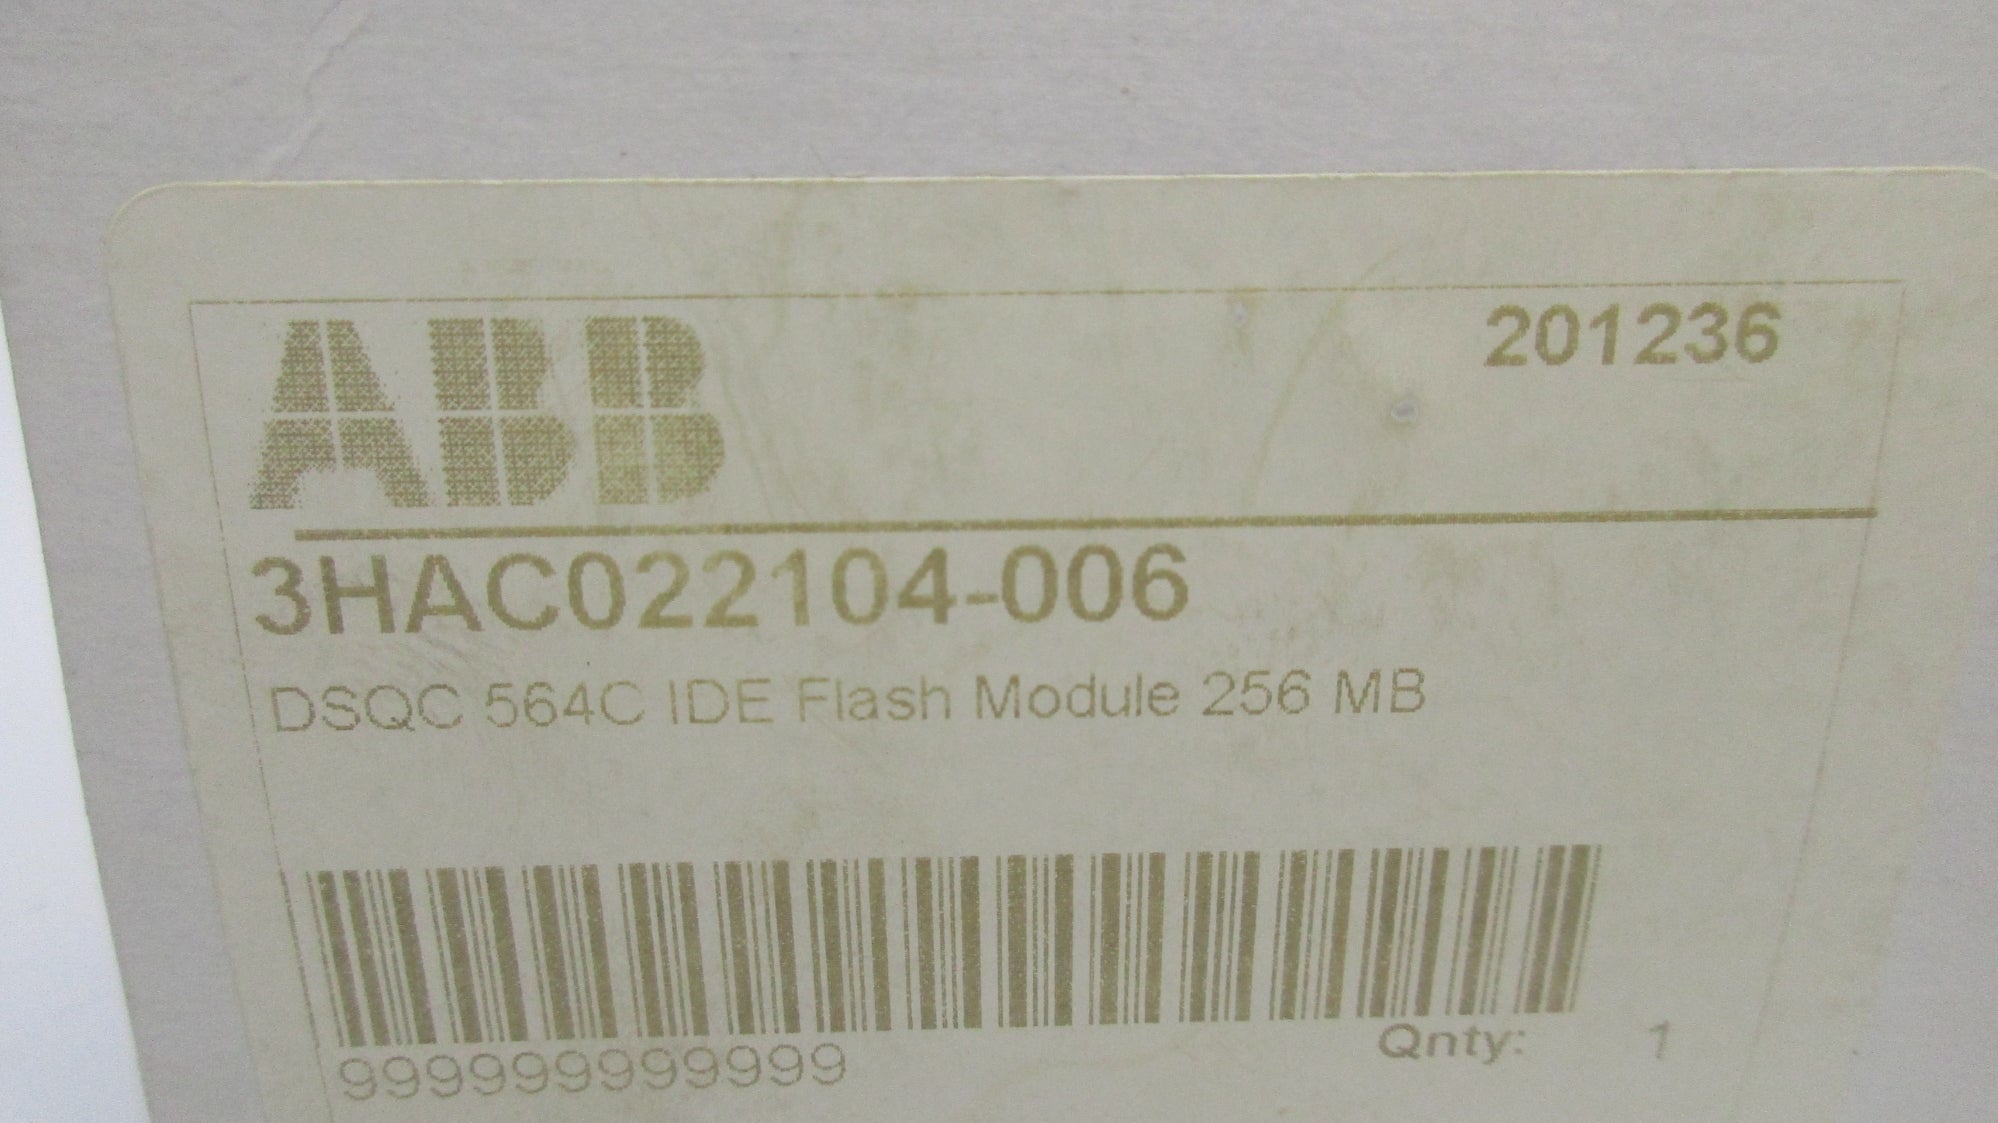 ABB
201236
3HAC022104-006
DSQC 564C IDE Flash Module 256 MB
999999999999
Qnty: 1